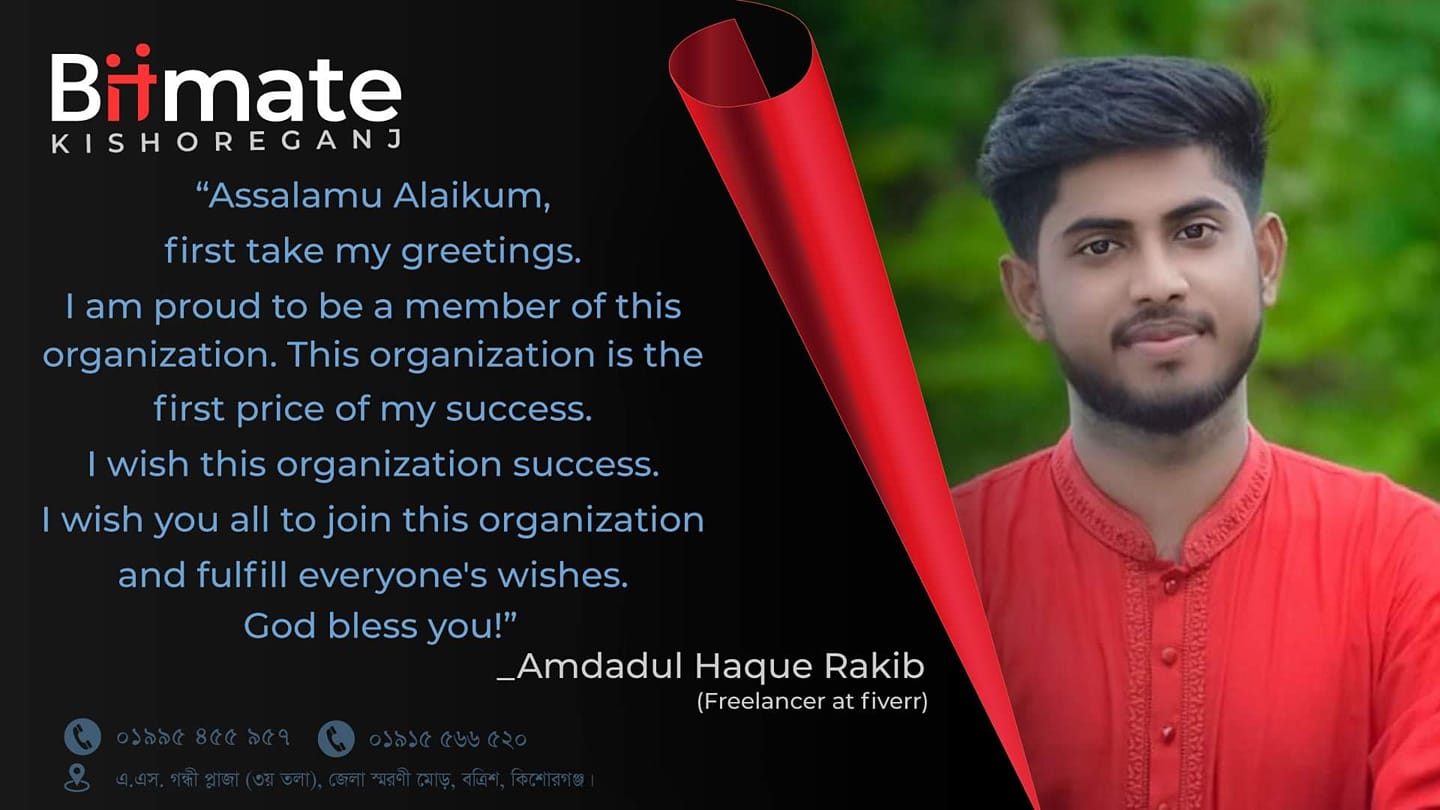 Bitmate
KISHOREGANJ
“Assalamu Alaikum,
first take my greetings.
I am proud to be a member of this
organization. This organization is the
first price of my success.
I wish this organization success.
I wish you all to join this organization
and fulfill everyone's wishes.
God bless you!”
_Amdadul Haque Rakib
(Freelancer at fiverr)
০১৯৯৫ ৪৫৫ ৯৫৭ ০১৯১৫ ৫৬৬ ৫২০
এ.এস. গন্ধী প্লাজা (৩য় তলা), জেলা স্মরণী মোড়, বত্রিশ, কিশোরগঞ্জ।